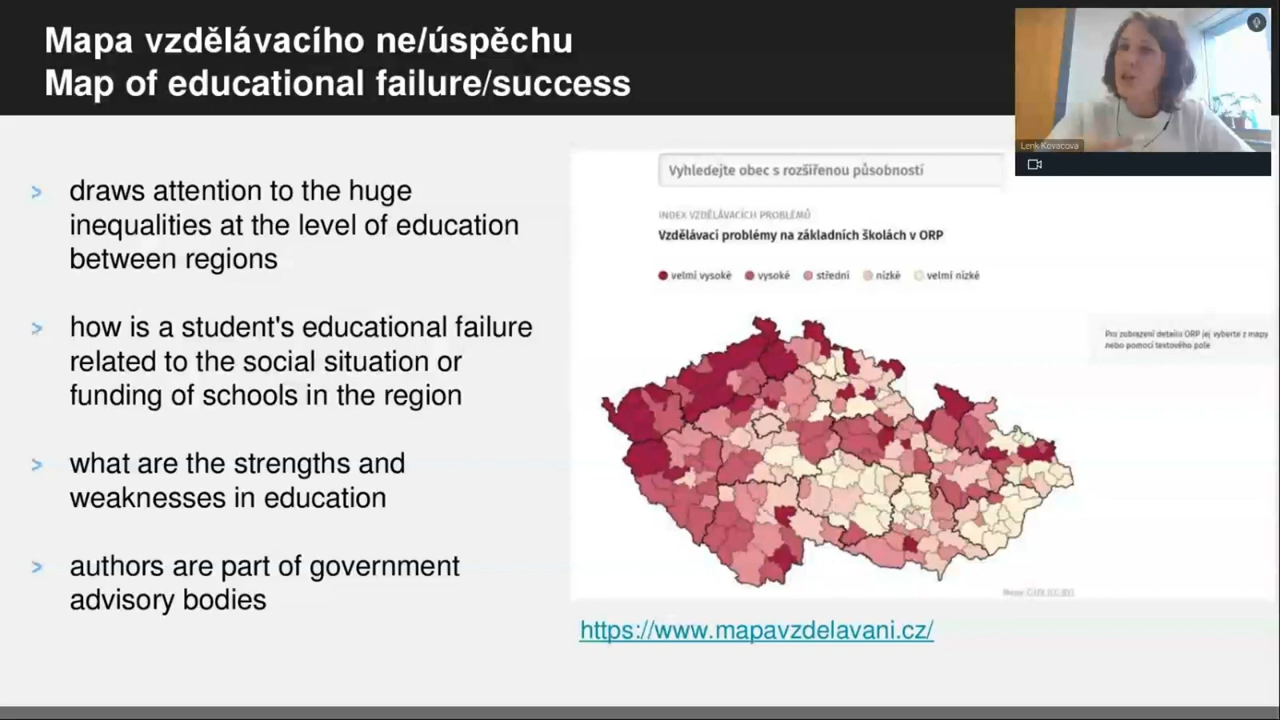 Mapa vzdělávacího ne/úspěchu
Map of educational failure/success
Lenk Kovacova
> draws attention to the huge
inequalities at the level of education
between regions
> how is a student's educational failure
related to the social situation or
funding of schools in the region
> what are the strengths and
weaknesses in education
> authors are part of government
advisory bodies
Vyhledejte obec s rozšířenou působností
INDEX VZDĚLÁVACÍCH PROBLÉMŮ
Vzdělávací problémy na základních školách v ORP
velmi vysoké vysoké střední nízké velmi nízké
Pro zobrazení detailu ORP jej vyberte z mapy
nebo pomocí textového pole
https://www.mapavzdelavani.cz/